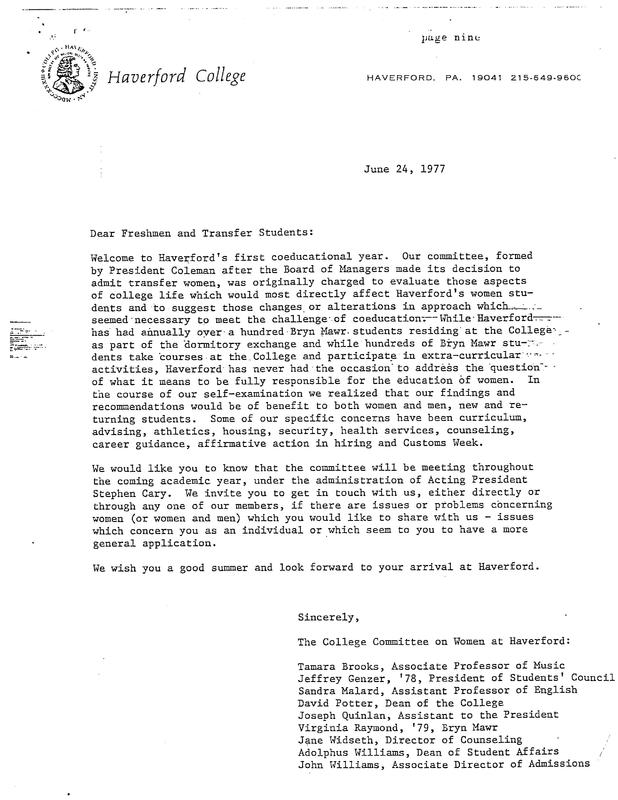 page nine
Haverford College
HAVERFORD, PA. 19041 215-649-9600
June 24, 1977
Dear Freshmen and Transfer Students:
Welcome to Haverford's first coeducational year. Our committee, formed
by President Coleman after the Board of Managers made its decision to
admit transfer women, was originally charged to evaluate those aspects
of college life which would most directly affect Haverford's women stu-
dents and to suggest those changes or alterations in approach which
seemed necessary to meet the challenge of coeducation. While Haverford
has had annually over a hundred Bryn Mawr students residing at the College
as part of the dormitory exchange and while hundreds of Bryn Mawr stu-
dents take courses at the College and participate in extra-curricular
activities, Haverford has never had the occasion to address the question
of what it means to be fully responsible for the education of women. In
the course of our self-examination we realized that our findings and
recommendations would be of benefit to both women and men, new and re-
turning students. Some of our specific concerns have been curriculum,
advising, athletics, housing, security, health services, counseling,
career guidance, affirmative action in hiring and Customs Week.
We would like you to know that the committee will be meeting throughout
the coming academic year, under the administration of Acting President
Stephen Cary. We invite you to get in touch with us, either directly or
through any one of our members, if there are issues or problems concerning
women (or women and men) which you would like to share with us - issues
which concern you as an individual or which seem to you to have a more
general application.
We wish you a good summer and look forward to your arrival at Haverford.
Sincerely,
The College Committee on Women at Haverford:
Tamara Brooks, Associate Professor of Music
Jeffrey Genzer, '78, President of Students' Council
Sandra Malard, Assistant Professor of English
David Potter, Dean of the College
Joseph Quinlan, Assistant to the President
Virginia Raymond, '79, Bryn Mawr
Jane Widseth, Director of Counseling
Adolphus Williams, Dean of Student Affairs
John Williams, Associate Director of Admissions